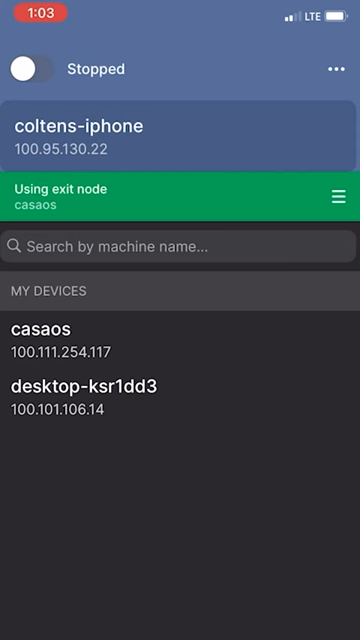 1:03
LTE
Stopped
coltens-iphone
100.95.130.22
Using exit node
casaos
Search by machine name...
MY DEVICES
casaos
100.111.254.117
desktop-ksr1dd3
100.101.106.14